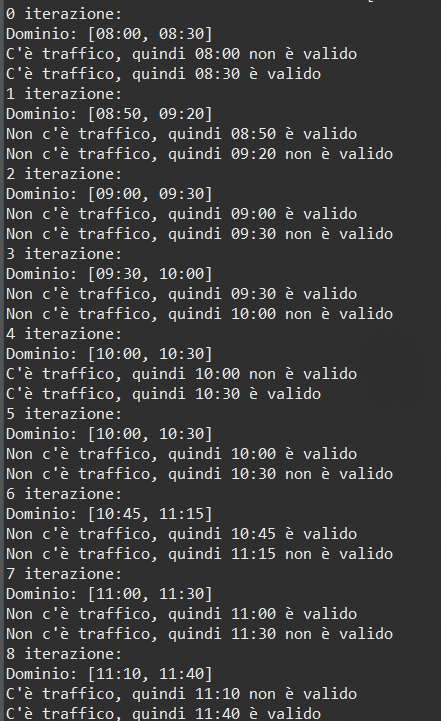 0 iterazione:
Dominio: [08:00, 08:30]
C'è traffico, quindi 08:00 non è valido
C'è traffico, quindi 08:30 è valido
1 iterazione:
Dominio: [08:50, 09:20]
Non c'è traffico, quindi 08:50 è valido
Non c'è traffico, quindi 09:20 non è valido
2 iterazione:
Dominio: [09:00, 09:30]
Non c'è traffico, quindi 09:00 è valido
Non c'è traffico, quindi 09:30 non è valido
3 iterazione:
Dominio: [09:30, 10:00]
Non c'è traffico, quindi 09:30 è valido
Non c'è traffico, quindi 10:00 non è valido
4 iterazione:
Dominio: [10:00, 10:30]
C'è traffico, quindi 10:00 non è valido
C'è traffico, quindi 10:30 è valido
5 iterazione:
Dominio: [10:00, 10:30]
Non c'è traffico, quindi 10:00 è valido
Non c'è traffico, quindi 10:30 non è valido
6 iterazione:
Dominio: [10:45, 11:15]
Non c'è traffico, quindi 10:45 è valido
Non c'è traffico, quindi 11:15 non è valido
7 iterazione:
Dominio: [11:00, 11:30]
Non c'è traffico, quindi 11:00 è valido
Non c'è traffico, quindi 11:30 non è valido
8 iterazione:
Dominio: [11:10, 11:40]
C'è traffico, quindi 11:10 non è valido
C'è traffico, quindi 11:40 è valido